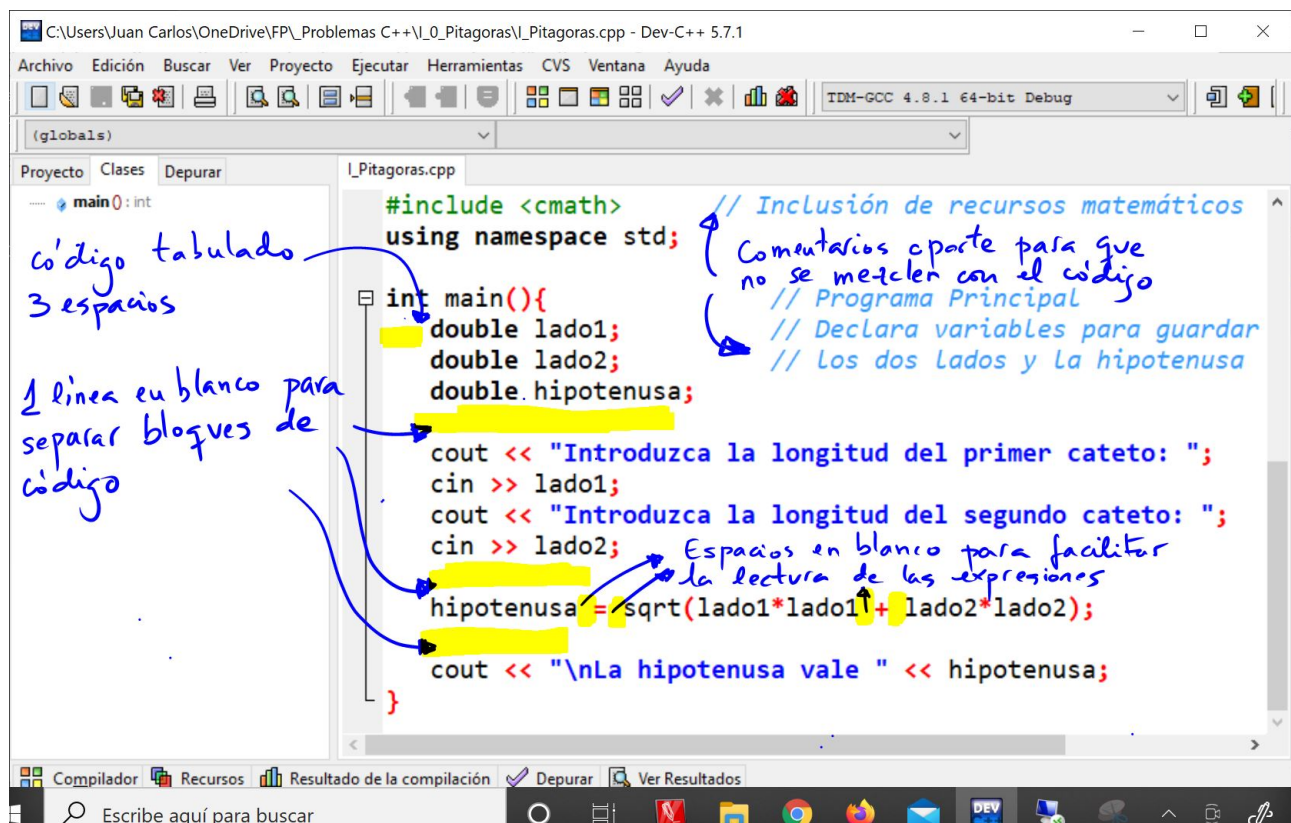 C:\Users\Juan Carlos\OneDrive\FP\_Problemas C++\I_0_Pitagoras\I_Pitagoras.cpp - Dev-C++ 5.7.1
Archivo Edición Buscar Ver Proyecto Ejecutar Herramientas CVS Ventana Ayuda
TDM-GCC 4.8.1 64-bit Debug
(globals)
Proyecto Clases Depurar
I_Pitagoras.cpp
main () : int
código tabulado
3 espacios
1 línea en blanco para
separar bloques de
código
#include <cmath> // Inclusión de recursos matemáticos
using namespace std;
Comentarios aparte para que
no se mezclen con el código
int main(){ // Programa Principal
double lado1; // Declara variables para guardar
double lado2; // los dos lados y la hipotenusa
double hipotenusa;
cout << "Introduzca la longitud del primer cateto: ";
cin >> lado1;
cout << "Introduzca la longitud del segundo cateto: ";
cin >> lado2;
Espacios en blanco para facilitar
la lectura de las expresiones
hipotenusa = sqrt(lado1*lado1 + lado2*lado2);
cout << "\nLa hipotenusa vale " << hipotenusa;
}
Compilador Recursos Resultado de la compilación Depurar Ver Resultados
Escribe aquí para buscar
DEV